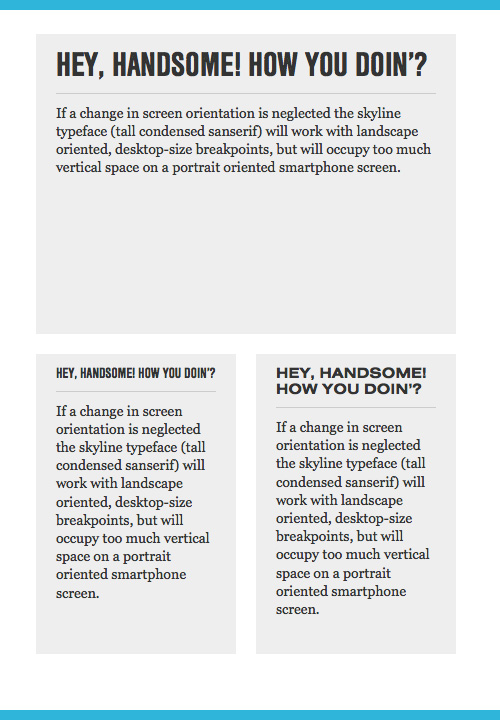 HEY, HANDSOME! HOW YOU DOIN’?
If a change in screen orientation is neglected the skyline
typeface (tall condensed sanserif) will work with landscape
oriented, desktop-size breakpoints, but will occupy too much
vertical space on a portrait oriented smartphone screen.
HEY, HANDSOME! HOW YOU DOIN’?
If a change in screen
orientation is neglected
the skyline typeface (tall
condensed sanserif) will
work with landscape
oriented, desktop-size
breakpoints, but will
occupy too much vertical
space on a portrait
oriented smartphone
screen.
HEY, HANDSOME!
HOW YOU DOIN’?
If a change in screen
orientation is neglected
the skyline typeface (tall
condensed sanserif) will
work with landscape
oriented, desktop-size
breakpoints, but will
occupy too much vertical
space on a portrait
oriented smartphone
screen.